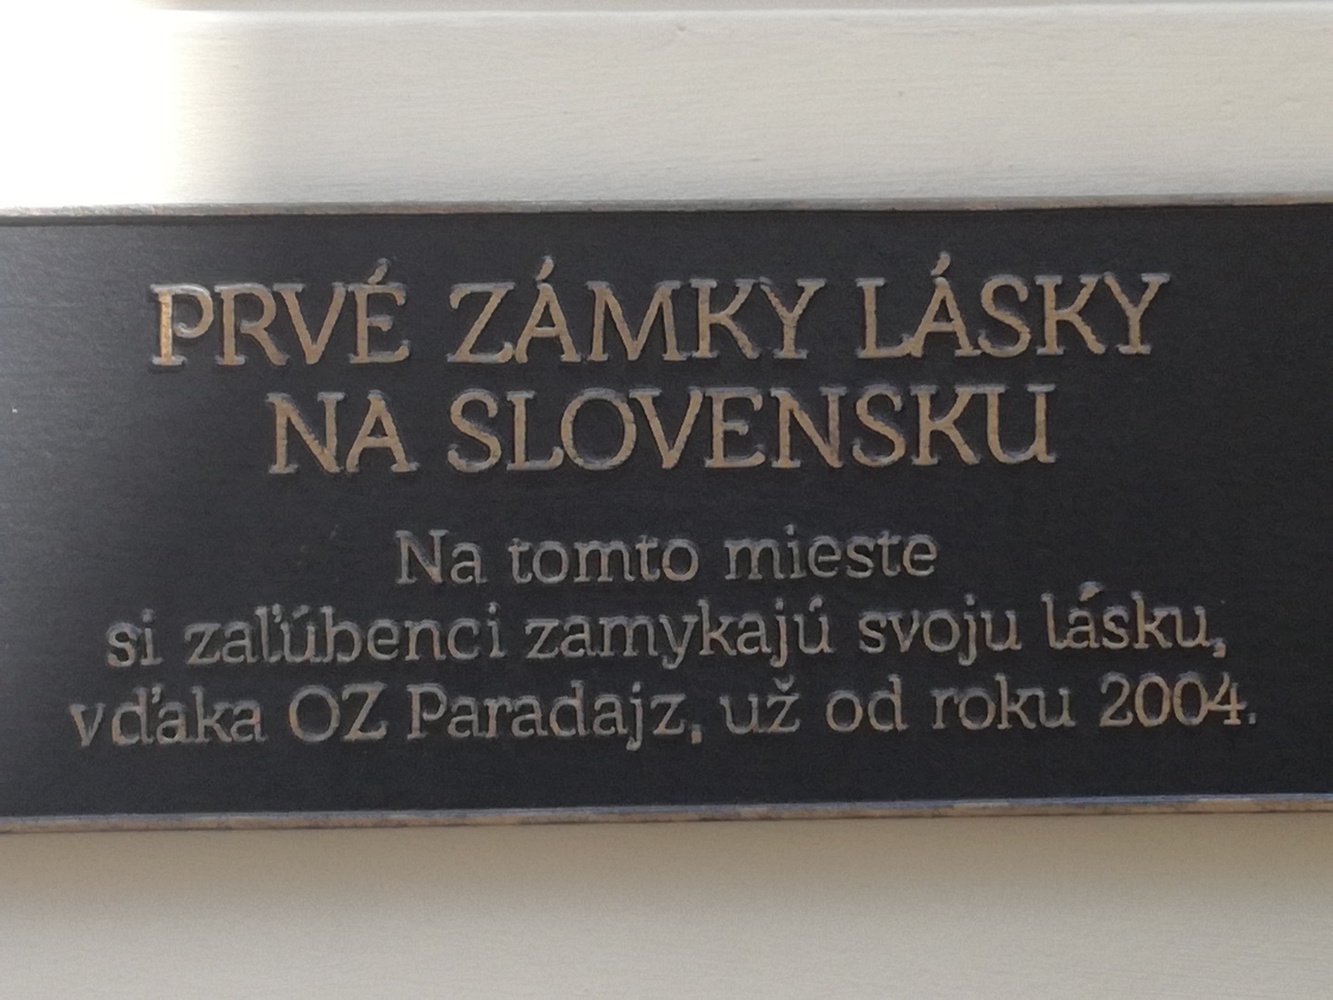 PRVÉ ZÁMKY LÁSKY
NA SLOVENSKU
Na tomto mieste
si zaľúbenci zamykajú svoju lásku,
vďaka OZ Paradajz, už od roku 2004.